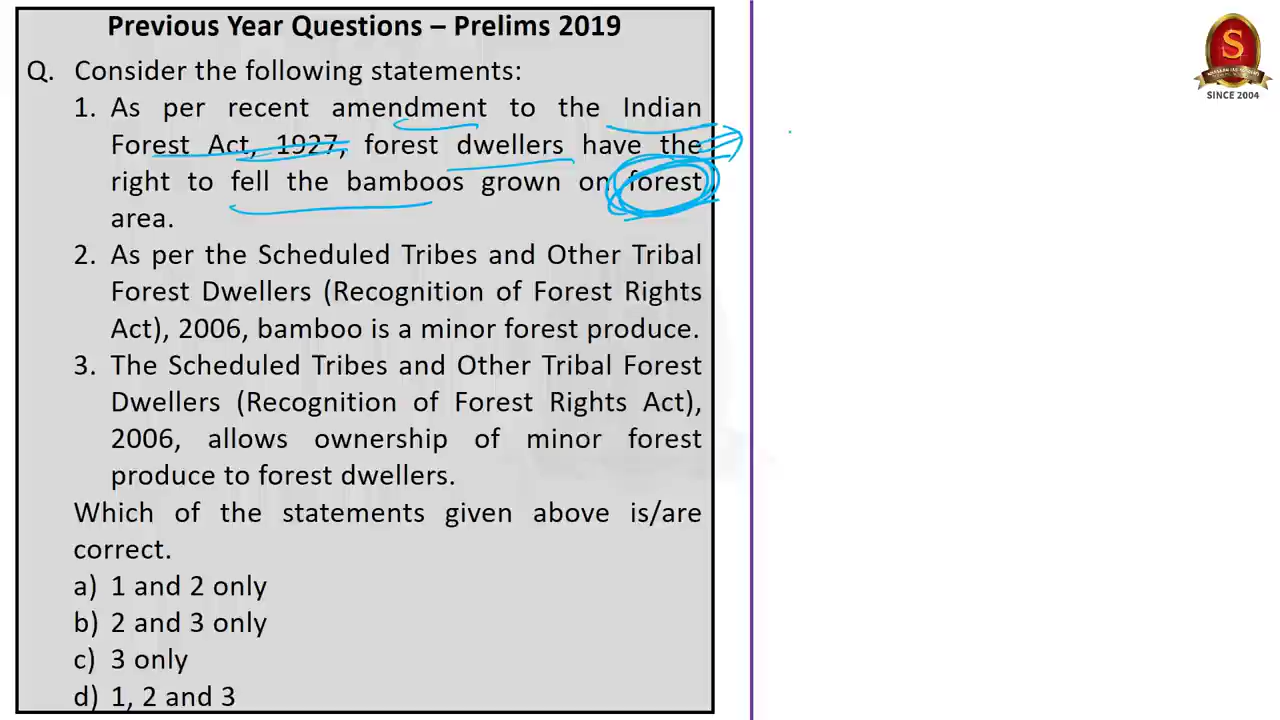 Previous Year Questions – Prelims 2019
Q. Consider the following statements:
1. As per recent amendment to the Indian
Forest Act, 1927, forest dwellers have the
right to fell the bamboos grown on forest
area.
2. As per the Scheduled Tribes and Other Tribal
Forest Dwellers (Recognition of Forest Rights
Act), 2006, bamboo is a minor forest produce.
3. The Scheduled Tribes and Other Tribal Forest
Dwellers (Recognition of Forest Rights Act),
2006, allows ownership of minor forest
produce to forest dwellers.
Which of the statements given above is/are
correct.
a) 1 and 2 only
b) 2 and 3 only
c) 3 only
d) 1, 2 and 3
S
SINCE 2004